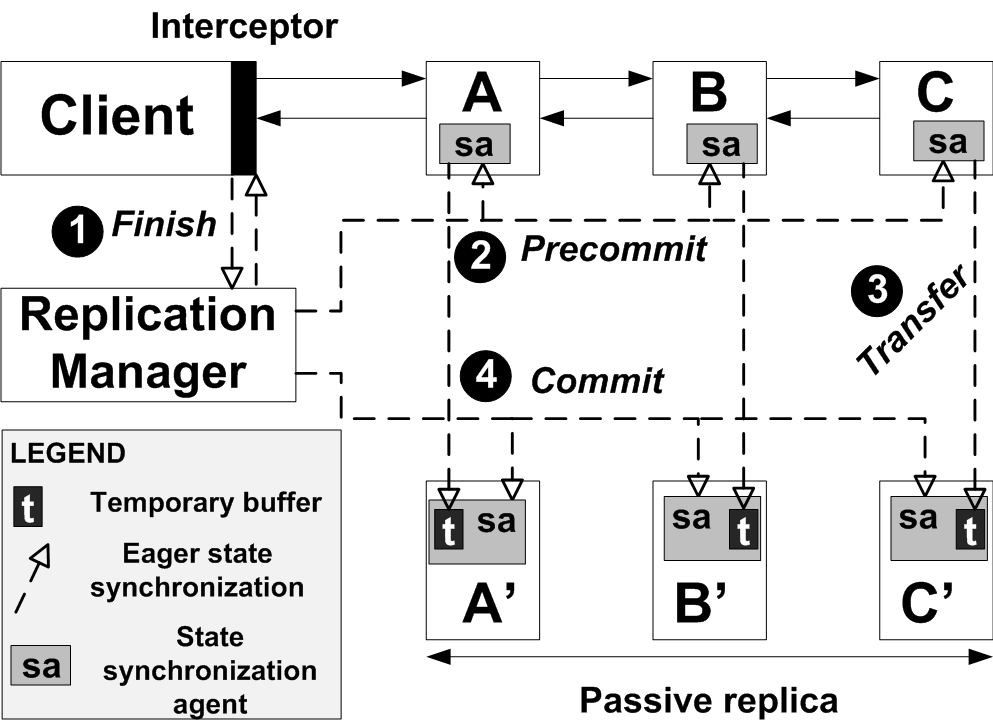 Interceptor
Client
A
B
C
sa
sa
sa
1 Finish
2 Precommit
3 Transfer
Replication
Manager
4 Commit
LEGEND
t Temporary buffer
Eager state
synchronization
sa State
synchronization
agent
t sa
sa t
sa t
A’
B’
C’
Passive replica